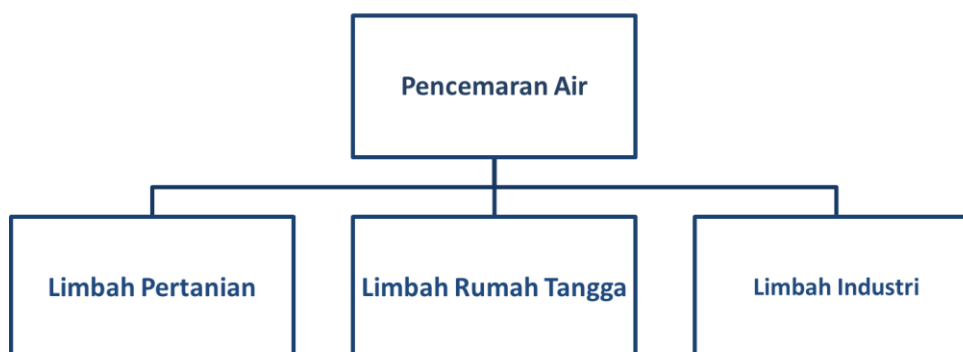 Pencemaran Air
Limbah Pertanian
Limbah Rumah Tangga
Limbah Industri